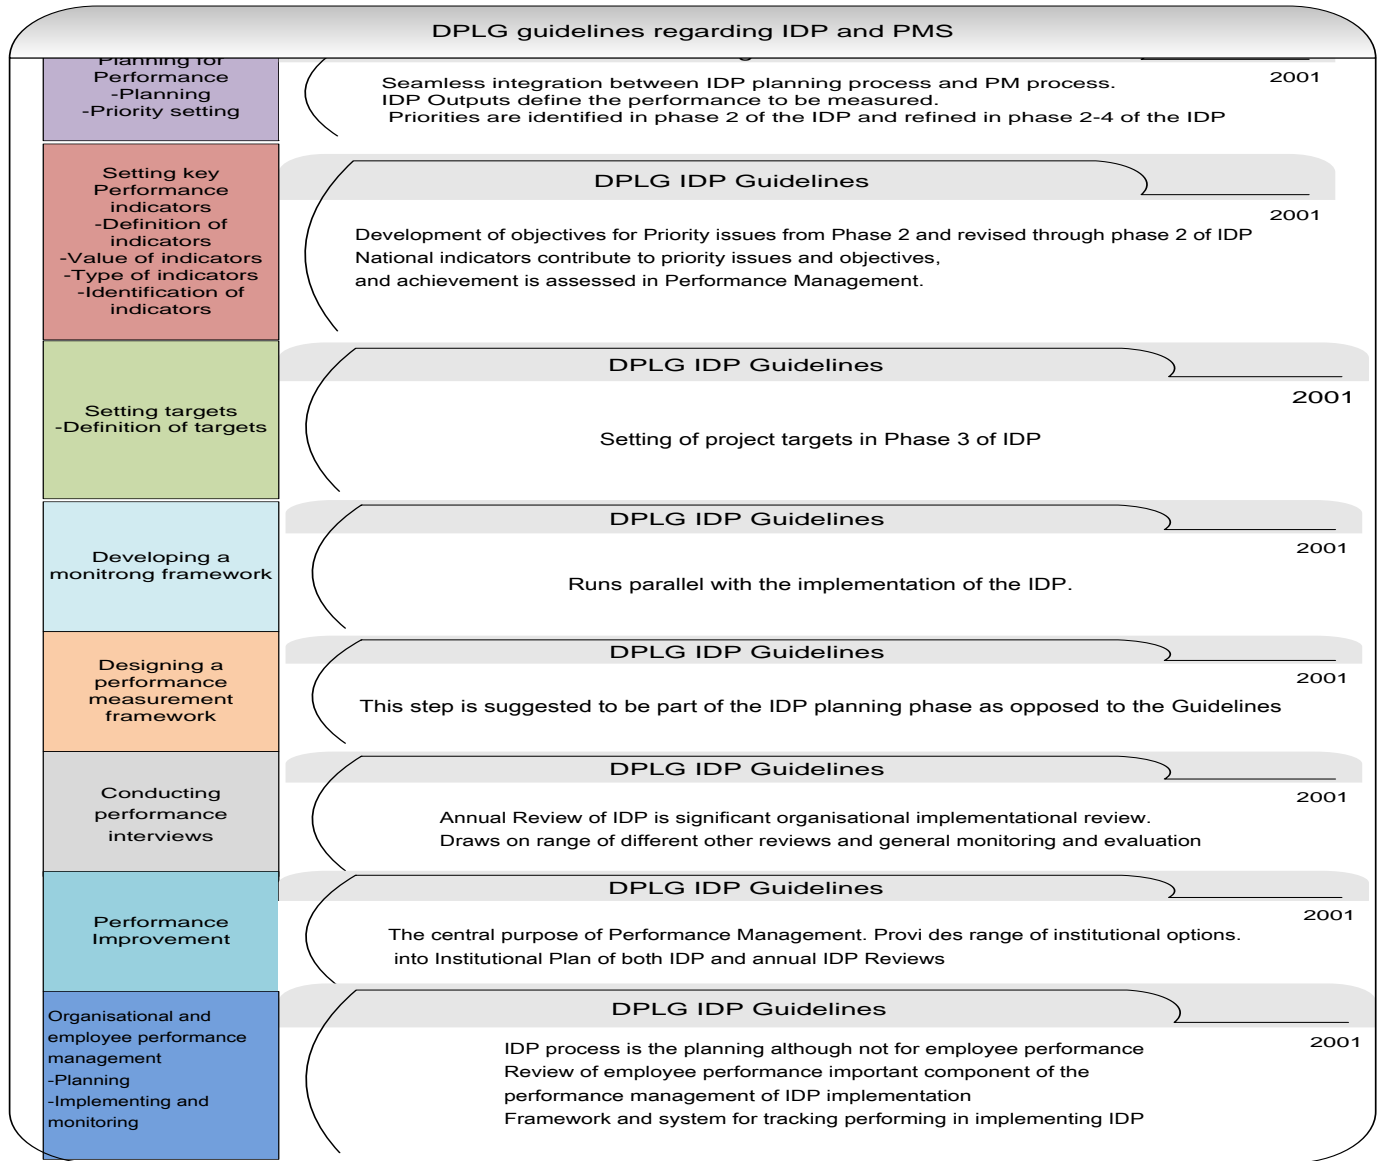 DPLG guidelines regarding IDP and PMS
Planning for
Performance
-Planning
-Priority setting
2001
Seamless integration between IDP planning process and PM process.
IDP Outputs define the performance to be measured.
Priorities are identified in phase 2 of the IDP and refined in phase 2-4 of the IDP
Setting key
Performance
indicators
-Definition of
indicators
-Value of indicators
-Type of indicators
-Identification of
indicators
DPLG IDP Guidelines
2001
Development of objectives for Priority issues from Phase 2 and revised through phase 2 of IDP
National indicators contribute to priority issues and objectives,
and achievement is assessed in Performance Management.
Setting targets
-Definition of targets
DPLG IDP Guidelines
2001
Setting of project targets in Phase 3 of IDP
Developing a
monitrong framework
DPLG IDP Guidelines
2001
Runs parallel with the implementation of the IDP.
Designing a
performance
measurement
framework
DPLG IDP Guidelines
2001
This step is suggested to be part of the IDP planning phase as opposed to the Guidelines
Conducting
performance
interviews
DPLG IDP Guidelines
2001
Annual Review of IDP is significant organisational implementational review.
Draws on range of different other reviews and general monitoring and evaluation
Performance
Improvement
DPLG IDP Guidelines
2001
The central purpose of Performance Management. Provi des range of institutional options.
into Institutional Plan of both IDP and annual IDP Reviews
Organisational and
employee performance
management
-Planning
-Implementing and
monitoring
DPLG IDP Guidelines
2001
IDP process is the planning although not for employee performance
Review of employee performance important component of the
performance management of IDP implementation
Framework and system for tracking performing in implementing IDP